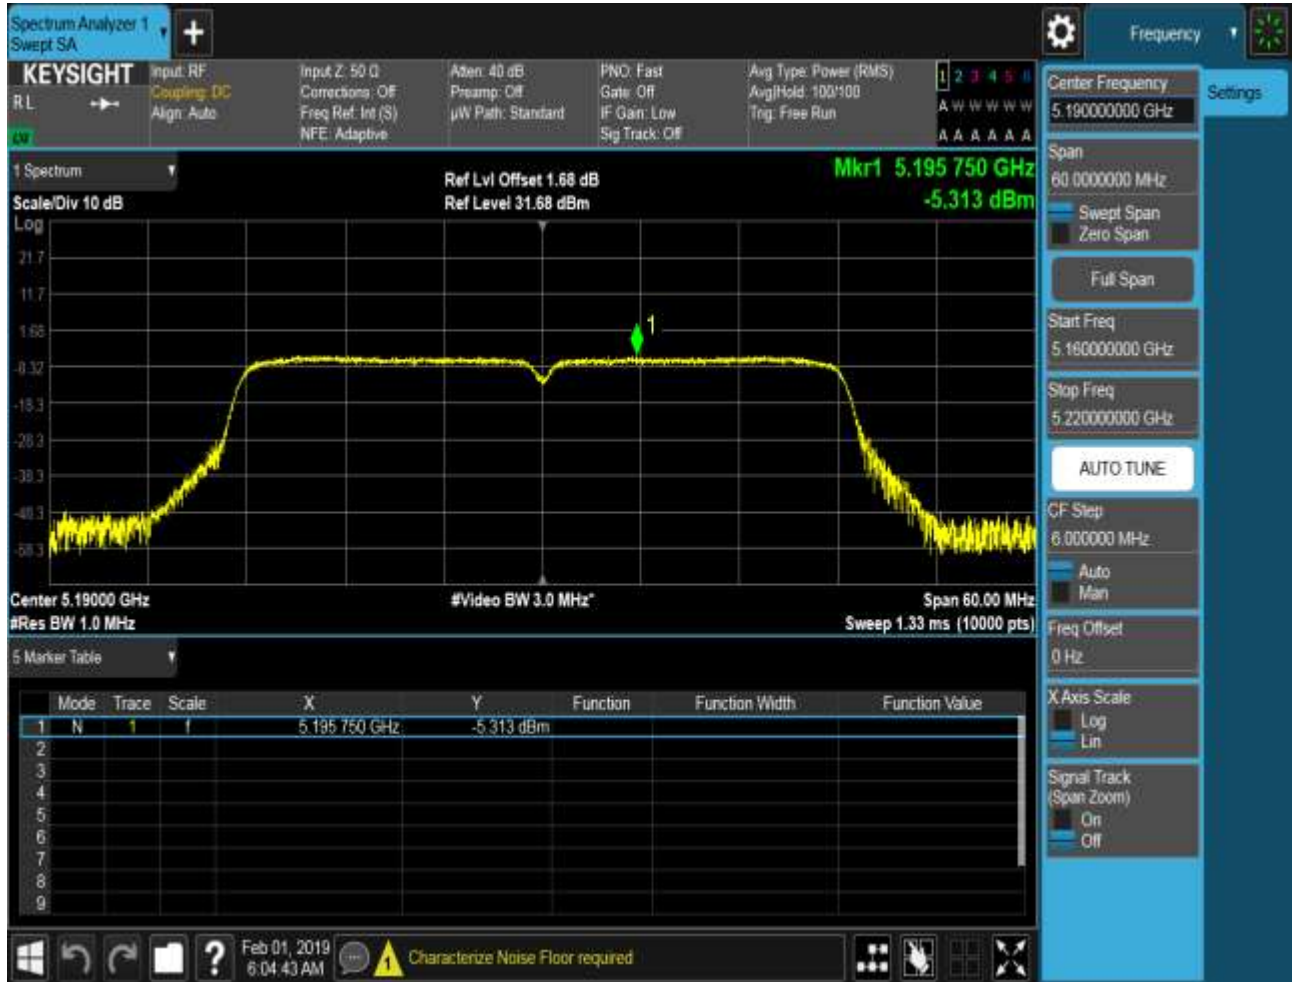 Spectrum Analyzer 1
Swept SA
+
Frequency
KEYSIGHT
R L
Input: RF
Coupling: DC
Align: Auto
Input Z: 50 Ω
Corrections: Off
Freq Ref: Int (S)
NFE: Adaptive
Atten: 40 dB
Preamp: Off
µW Path: Standard
PNO: Fast
Gate: Off
IF Gain: Low
Sig Track: Off
Avg Type: Power (RMS)
Avg|Hold: 100/100
Trig: Free Run
1 2 3 4 5 6
A W W W W W
A A A A A A
1 Spectrum
Scale/Div 10 dB
Ref Lvl Offset 1.68 dB
Ref Level 31.68 dBm
Mkr1 5.195 750 GHz
-5.313 dBm
Log
21.7
11.7
1.68
-8.32
-18.3
-28.3
-38.3
-48.3
-58.3
1
Center 5.19000 GHz
#Res BW 1.0 MHz
#Video BW 3.0 MHz*
Span 60.00 MHz
Sweep 1.33 ms (10000 pts)
5 Marker Table
Mode Trace Scale X Y Function Function Width Function Value
1 N 1 f 5.195 750 GHz -5.313 dBm
2
3
4
5
6
7
8
9
Feb 01, 2019
6:04:43 AM
?
1
Characterize Noise Floor required
Settings
Center Frequency
5.190000000 GHz
Span
60.0000000 MHz
Swept Span
Zero Span
Full Span
Start Freq
5.160000000 GHz
Stop Freq
5.220000000 GHz
AUTO TUNE
CF Step
6.000000 MHz
Auto
Man
Freq Offset
0 Hz
X Axis Scale
Log
Lin
Signal Track
(Span Zoom)
On
Off